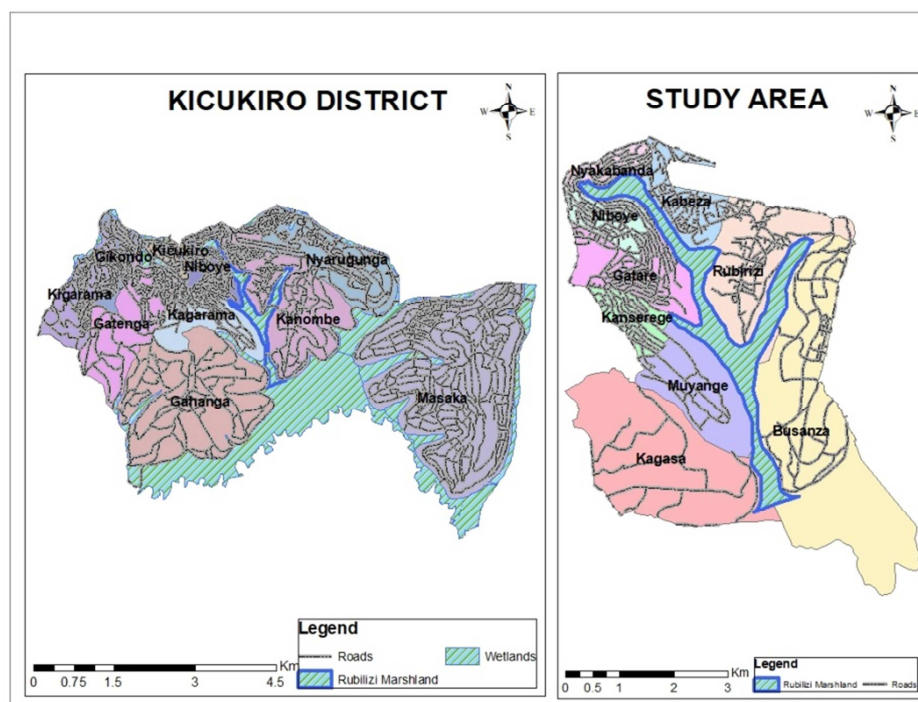 KICUKIRO DISTRICT
N
W E
S
Gikondo
Kicukiro
Niboye
Nyarugunga
Kigarama
Gatenga
Kagarama
Kanombe
Gahanga
Masaka
Legend
Roads
Wetlands
Rubilizi Marshland
Km
0 0.75 1.5 3 4.5
STUDY AREA
N
W E
S
Nyakabanda
Kabeza
Niboye
Gatare
Rubirizi
Kanserege
Muyange
Busanza
Kagasa
Legend
Rubilizi Marshland
Roads
Km
0 0.5 1 2 3